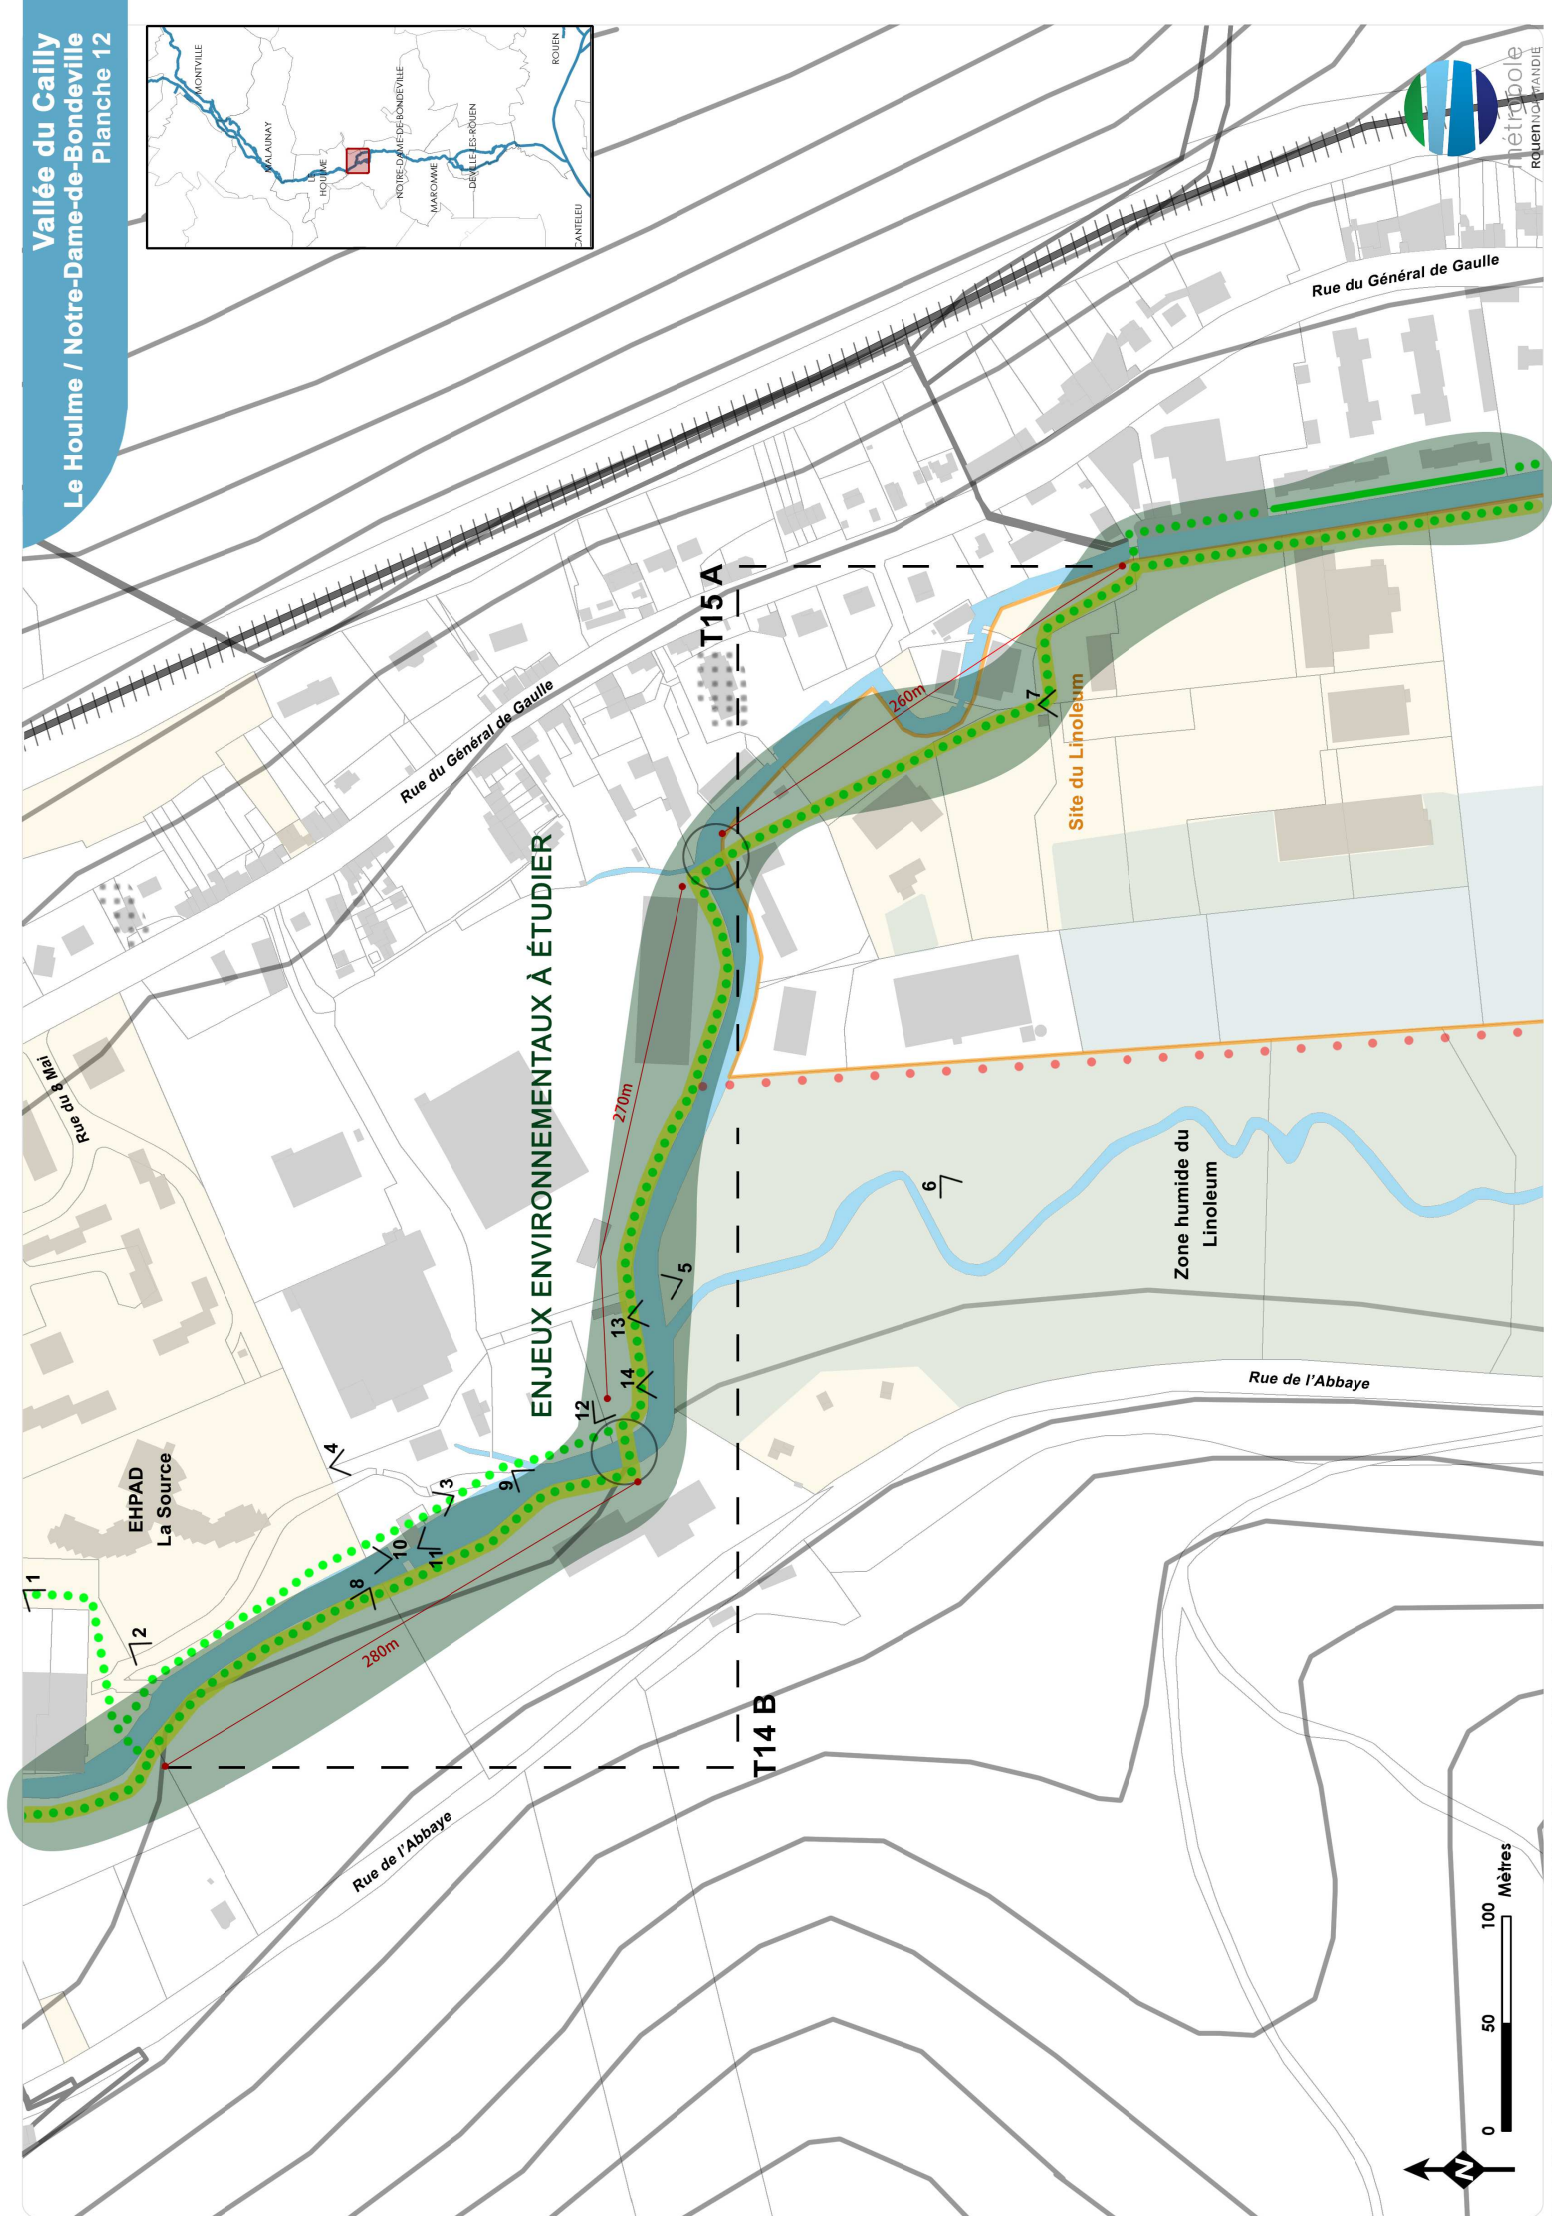 Vallée du Cailly
Le Houlme / Notre-Dame-de-Bondeville
Planche 12
MONTVILLE
MALAUNAY
LE
HOULME
NOTRE-DAME-DE-BONDEVILLE
MAROMME
DEVILLE-LES-ROUEN
ROUEN
CANTELEU
métropole
ROUENNORMANDIE
Rue du Général de Gaulle
Rue du Général de Gaulle
Rue du 8 Mai
T15 A
260m
7
Site du Linoleum
ENJEUX ENVIRONNEMENTAUX À ÉTUDIER
270m
6
Zone humide du
Linoleum
5
13
14
12
Rue de l'Abbaye
EHPAD
La Source
4
3
9
10
11
8
1
2
280m
T14 B
Rue de l'Abbaye
0
50
100
Mètres
N